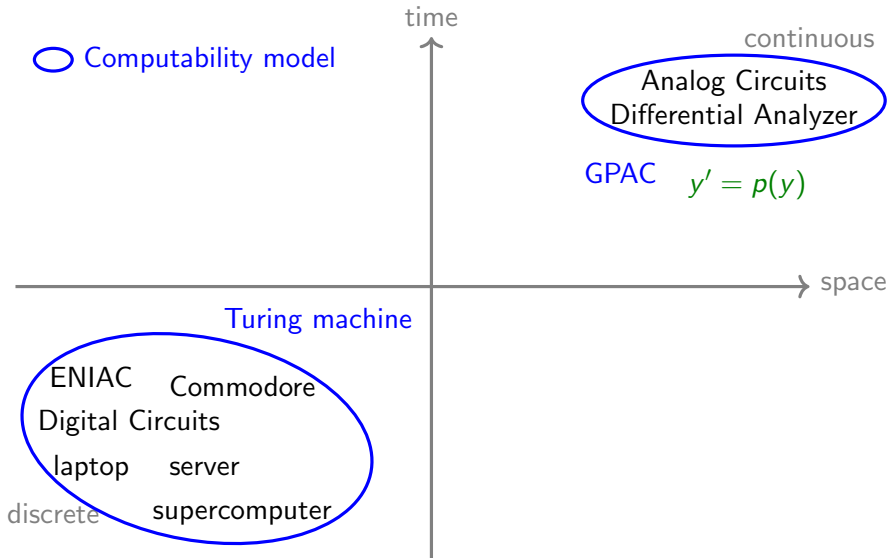 time
continuous
Computability model
Analog Circuits
Differential Analyzer
GPAC
y′ = p(y)
space
Turing machine
ENIAC
Commodore
Digital Circuits
laptop
server
discrete
supercomputer